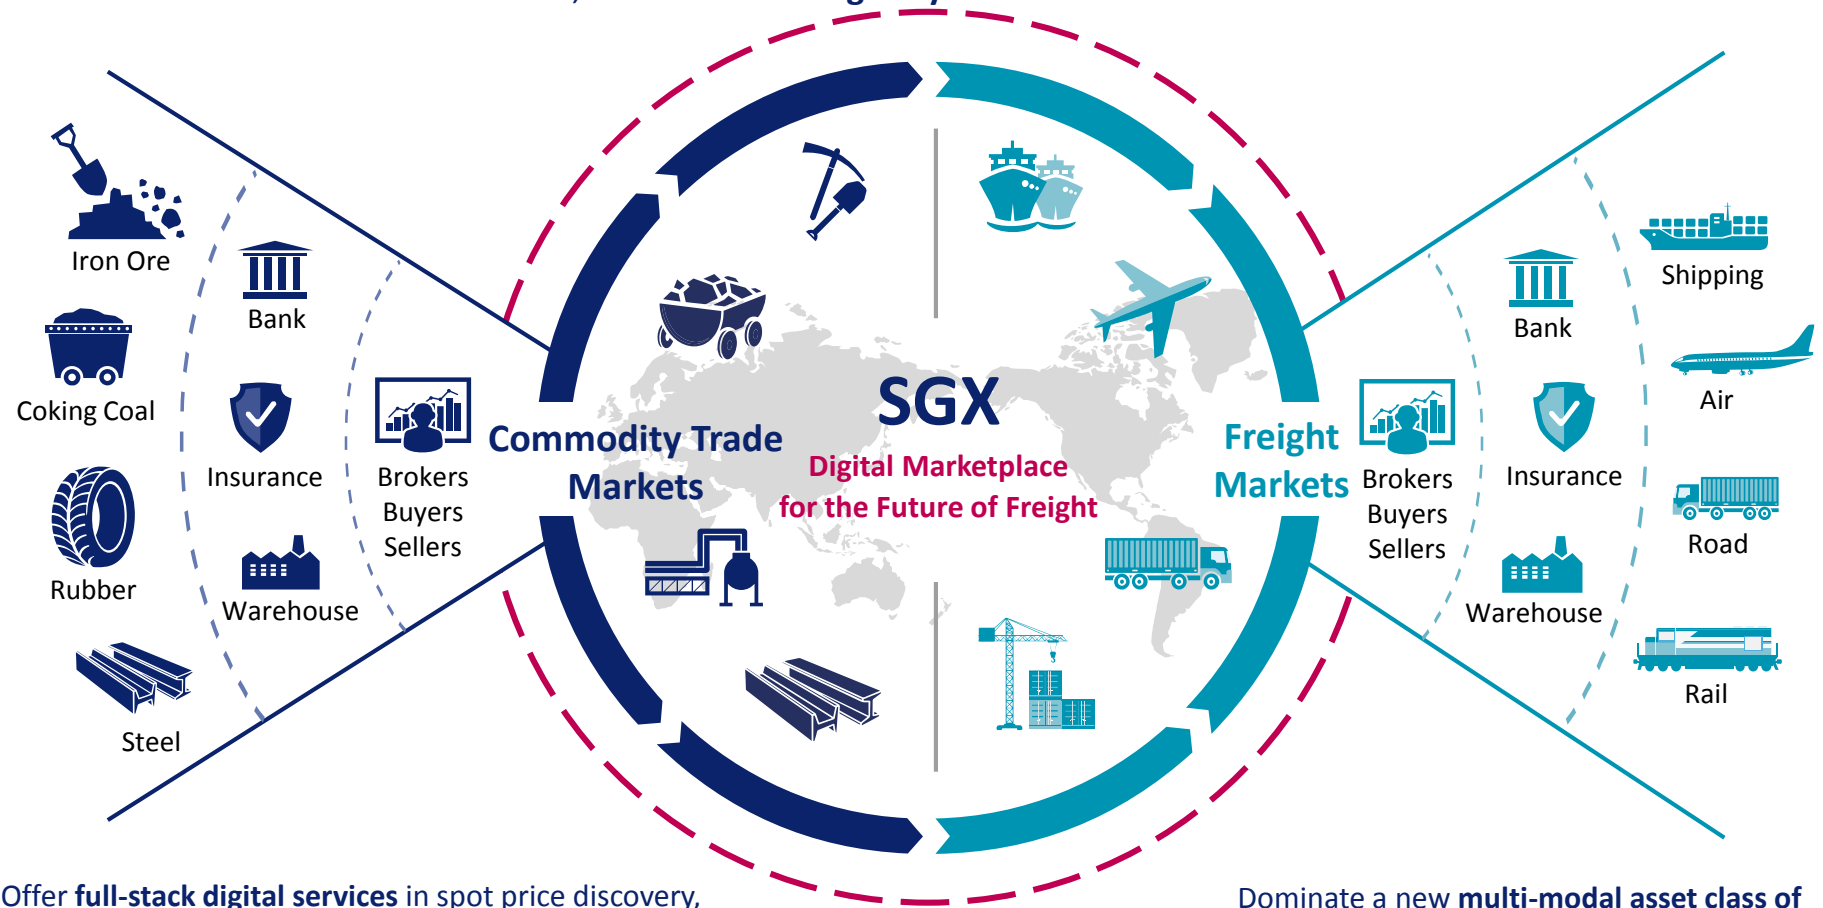 Iron Ore
Coking Coal
Rubber
Steel
Bank
Insurance
Warehouse
Brokers
Buyers
Sellers
Commodity Trade
Markets
SGX
Digital Marketplace
for the Future of Freight
Freight
Markets
Brokers
Buyers
Sellers
Bank
Insurance
Warehouse
Shipping
Air
Road
Rail
Offer full-stack digital services in spot price discovery,
Dominate a new multi-modal asset class of